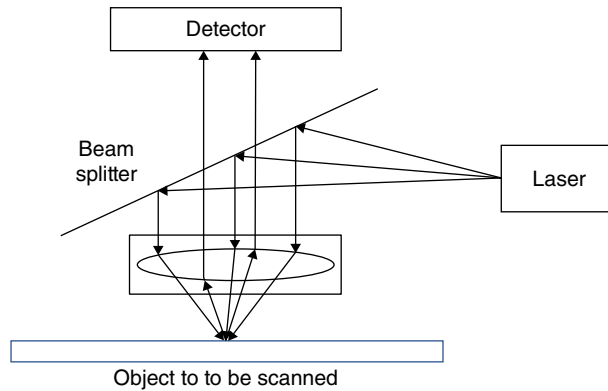 Detector
Beam
splitter
Laser
Object to to be scanned